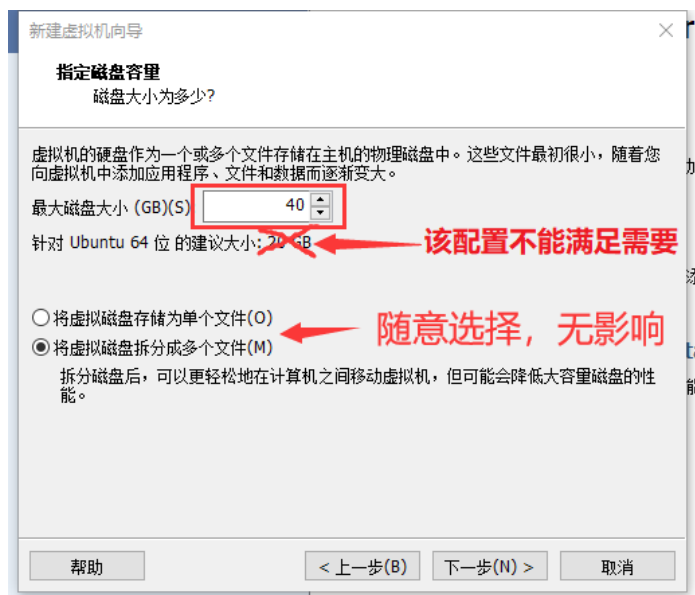 新建虚拟机向导
指定磁盘容量
磁盘大小为多少?
虚拟机的硬盘作为一个或多个文件存储在主机的物理磁盘中。这些文件最初很小，随着您
向虚拟机中添加应用程序、文件和数据而逐渐变大。
最大磁盘大小 (GB)(S) 40
针对 Ubuntu 64 位 的建议大小: 20 GB
该配置不能满足需要
将虚拟磁盘存储为单个文件(O)
随意选择，无影响
将虚拟磁盘拆分成多个文件(M)
拆分磁盘后，可以更轻松地在计算机之间移动虚拟机，但可能会降低大容量磁盘的性
能。
帮助
< 上一步(B)
下一步(N) >
取消